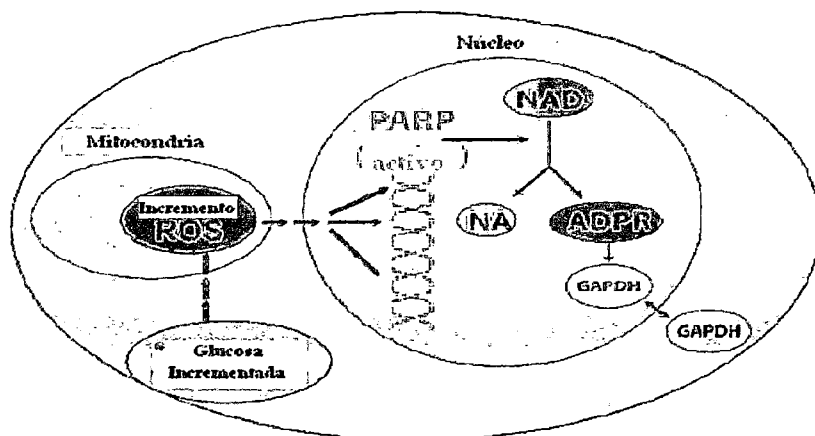 Núcleo
NAD
PARP
activo
Mitocondria
Incremento
ROS
NA
ADPR
GAPDH
GAPDH
Glucosa
Incrementada